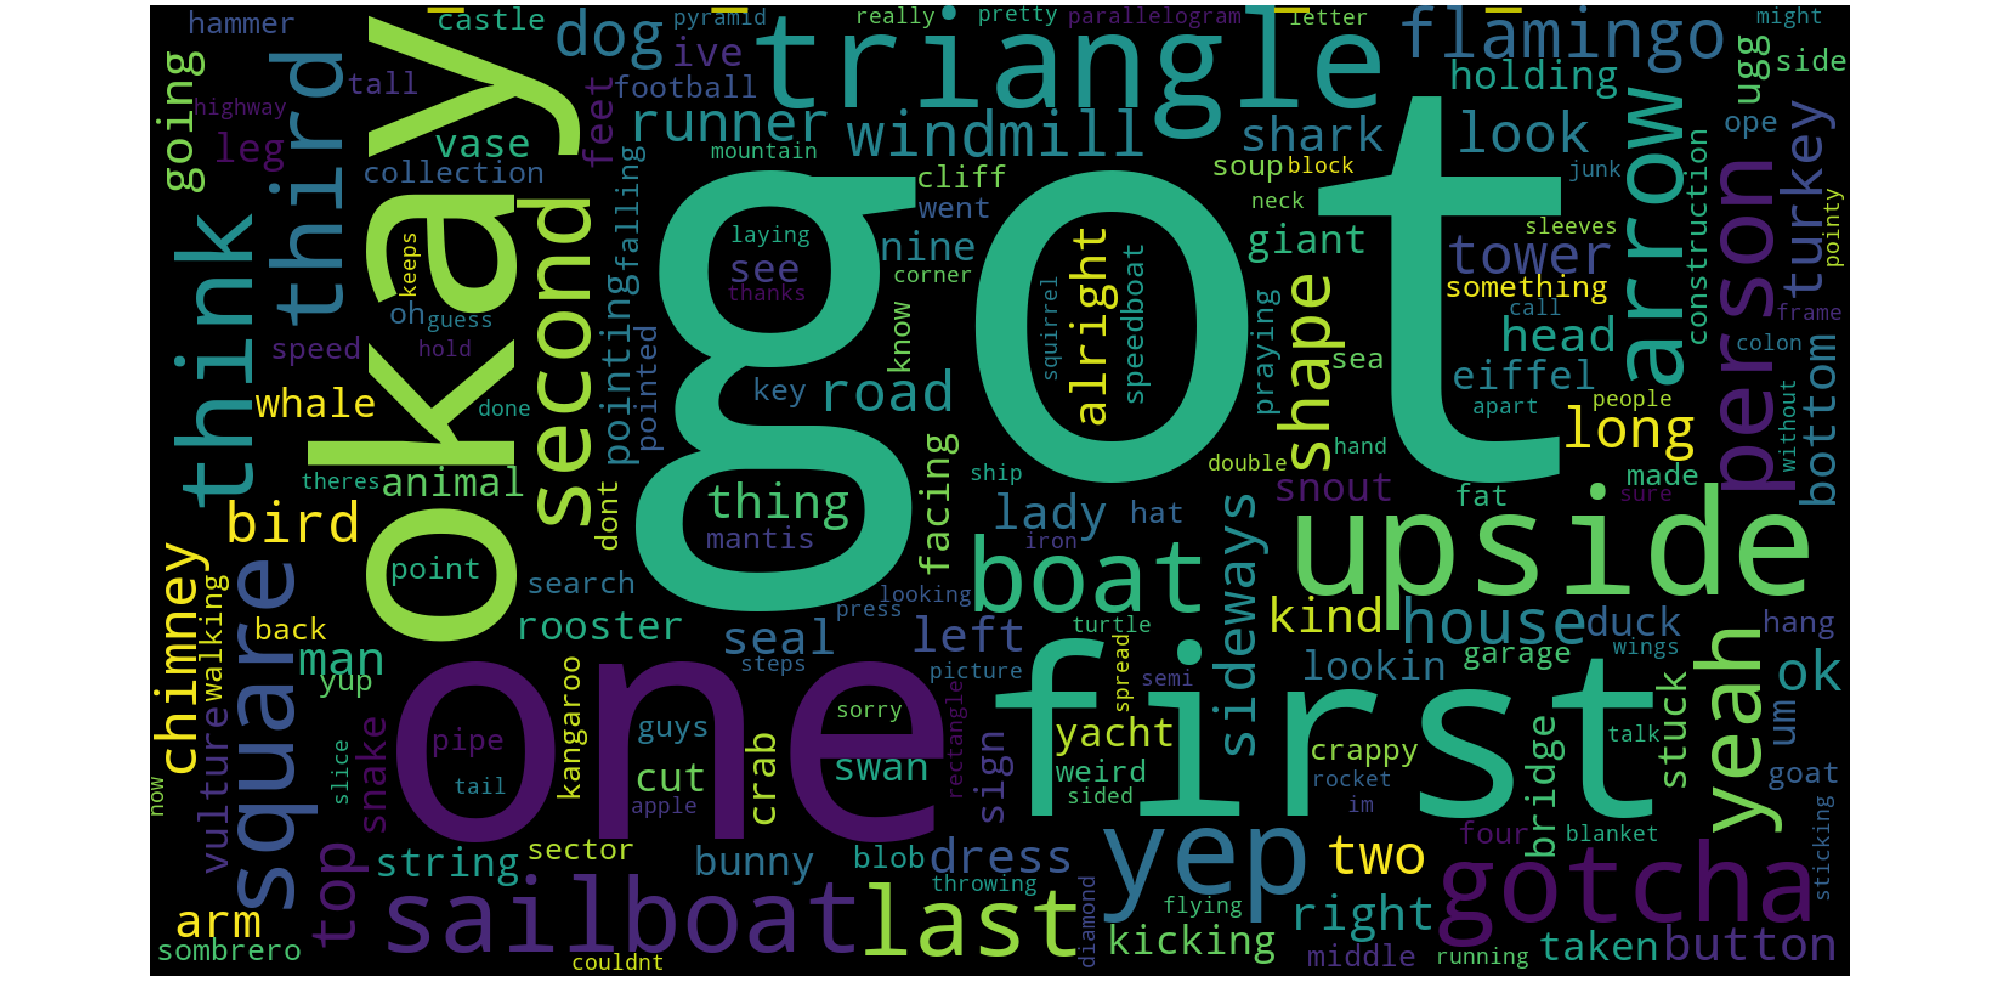 hammer
castle
pyramid
really
pretty
parallelogram
letter
might
dog
ive
triangle
flamingo
going
third
tall
football
holding
ugg
side
highway
okay
feet
runner
windmill
shark
look
arrow
ope
turkey
leg
vase
mountain
collection
cliff
soup
block
junk
construction
person
pointy
think
second
falling
got
went
neck
sleeves
laying
nine
alright
speedboat
giant
tower
keeps
see
corner
something
thanks
squirrel
praying
shape
call
frame
oh
guess
pointing
pointed
know
sea
head
colon
speed
hold
key
road
eiffel
bottom
whale
done
people
apart
long
without
facing
hand
theres
animal
ship
double
made
snout
fat
sure
bird
dont
thing
lady
hat
upside
mantis
iron
sideways
chimney
walking
square
point
search
looking
boat
press
back
rooster
seal
left
turtle
kind
house
duck
hang
man
steps
picture
spread
semi
lookin
garage
wings
yeah
ok
yup
kangaroo
one
first
vulture
snake
pipe
guys
sorry
rectangle
sign
yacht
crappy
bridge
stuck
talk
um
now
slice
tail
cut
apple
crab
swan
weird
sided
rocket
im
goat
sticking
top
string
sector
bunny
blob
dress
yep
two
four
blanket
throwing
gotcha
arm
sailboat
last
diamond
flying
right
sombrero
couldnt
kicking
middle
running
taken
button